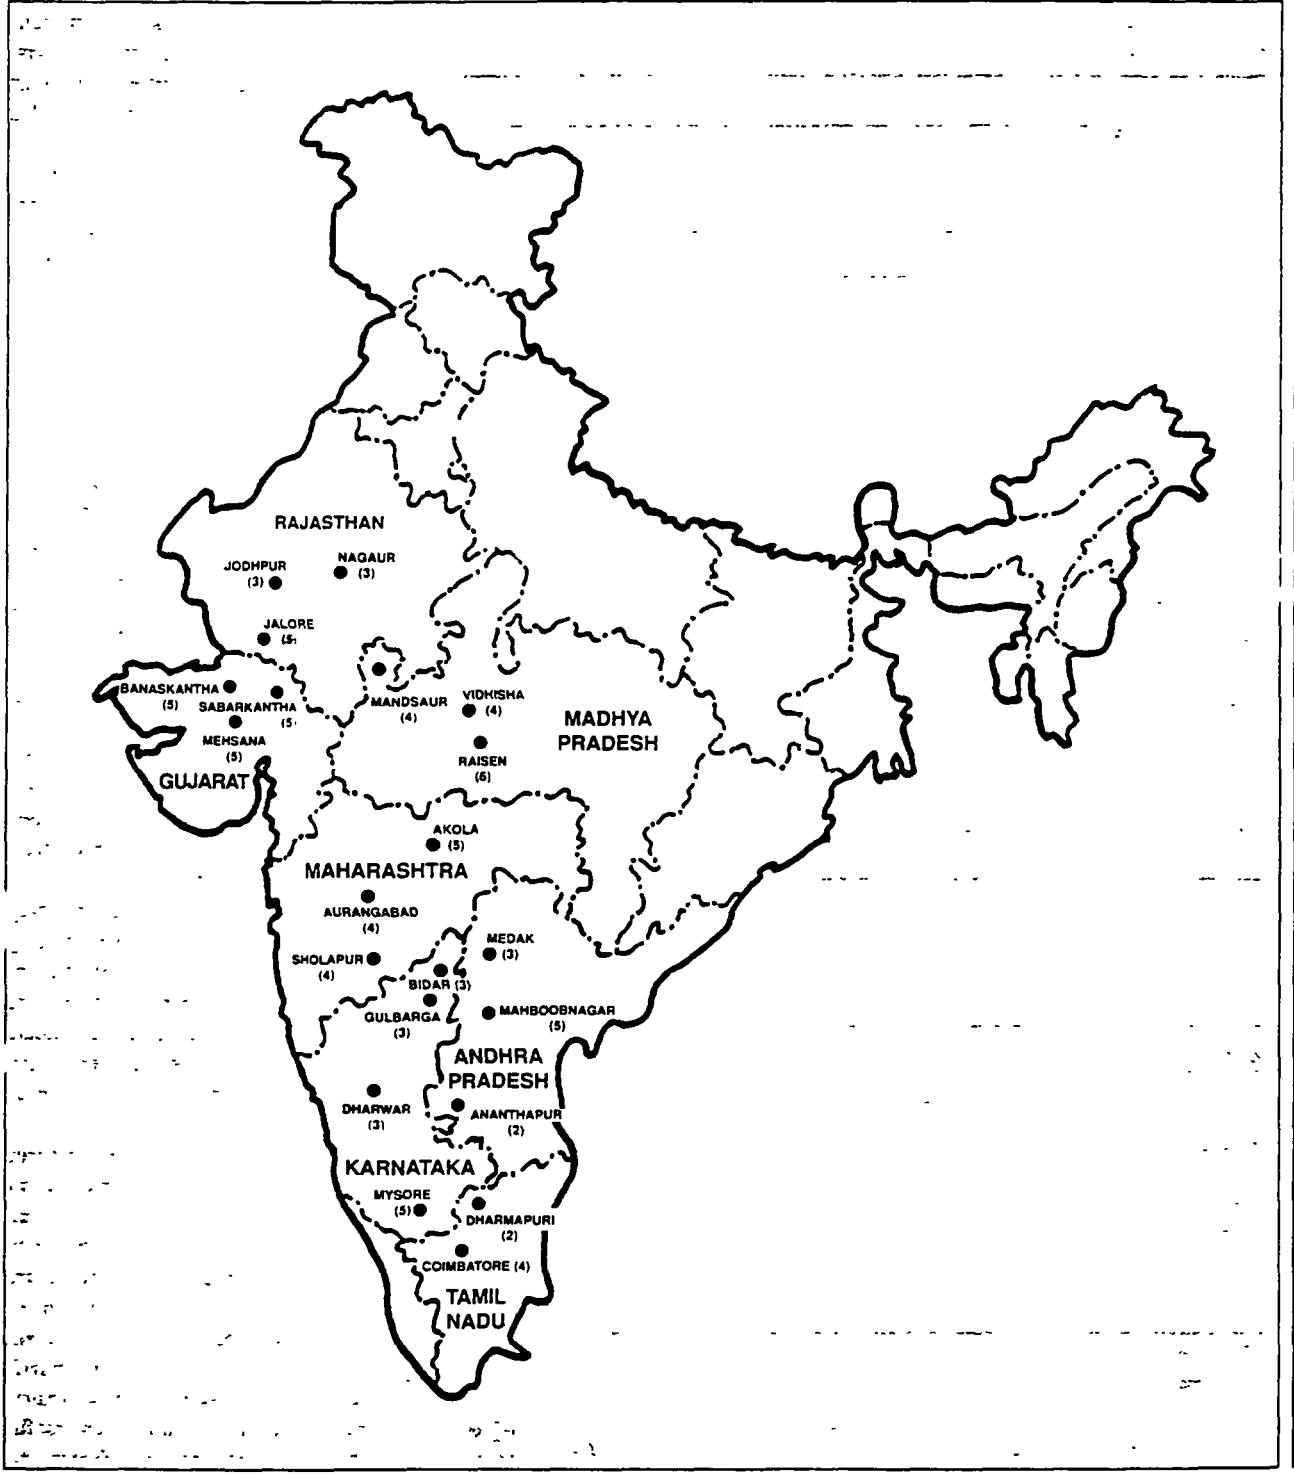 RAJASTHAN
JODHPUR
(3)
NAGAUR
(3)
JALORE
(5)
BANASKANTHA
(5)
SABARKANTHA
(5)
MEHSANA
(5)
GUJARAT
MANDSAUR
(4)
VIDHISHA
(4)
RAISEN
(6)
MADHYA
PRADESH
AKOLA
(5)
MAHARASHTRA
AURANGABAD
(4)
SHOLAPUR
(4)
MEDAK
(3)
BIDAR (3)
GULBARGA
(3)
MAHBOOBNAGAR
(5)
ANDHRA
PRADESH
DHARWAR
(3)
ANANTHAPUR
(2)
KARNATAKA
MYSORE
(5)
DHARMAPURI
(2)
COIMBATORE (4)
TAMIL
NADU